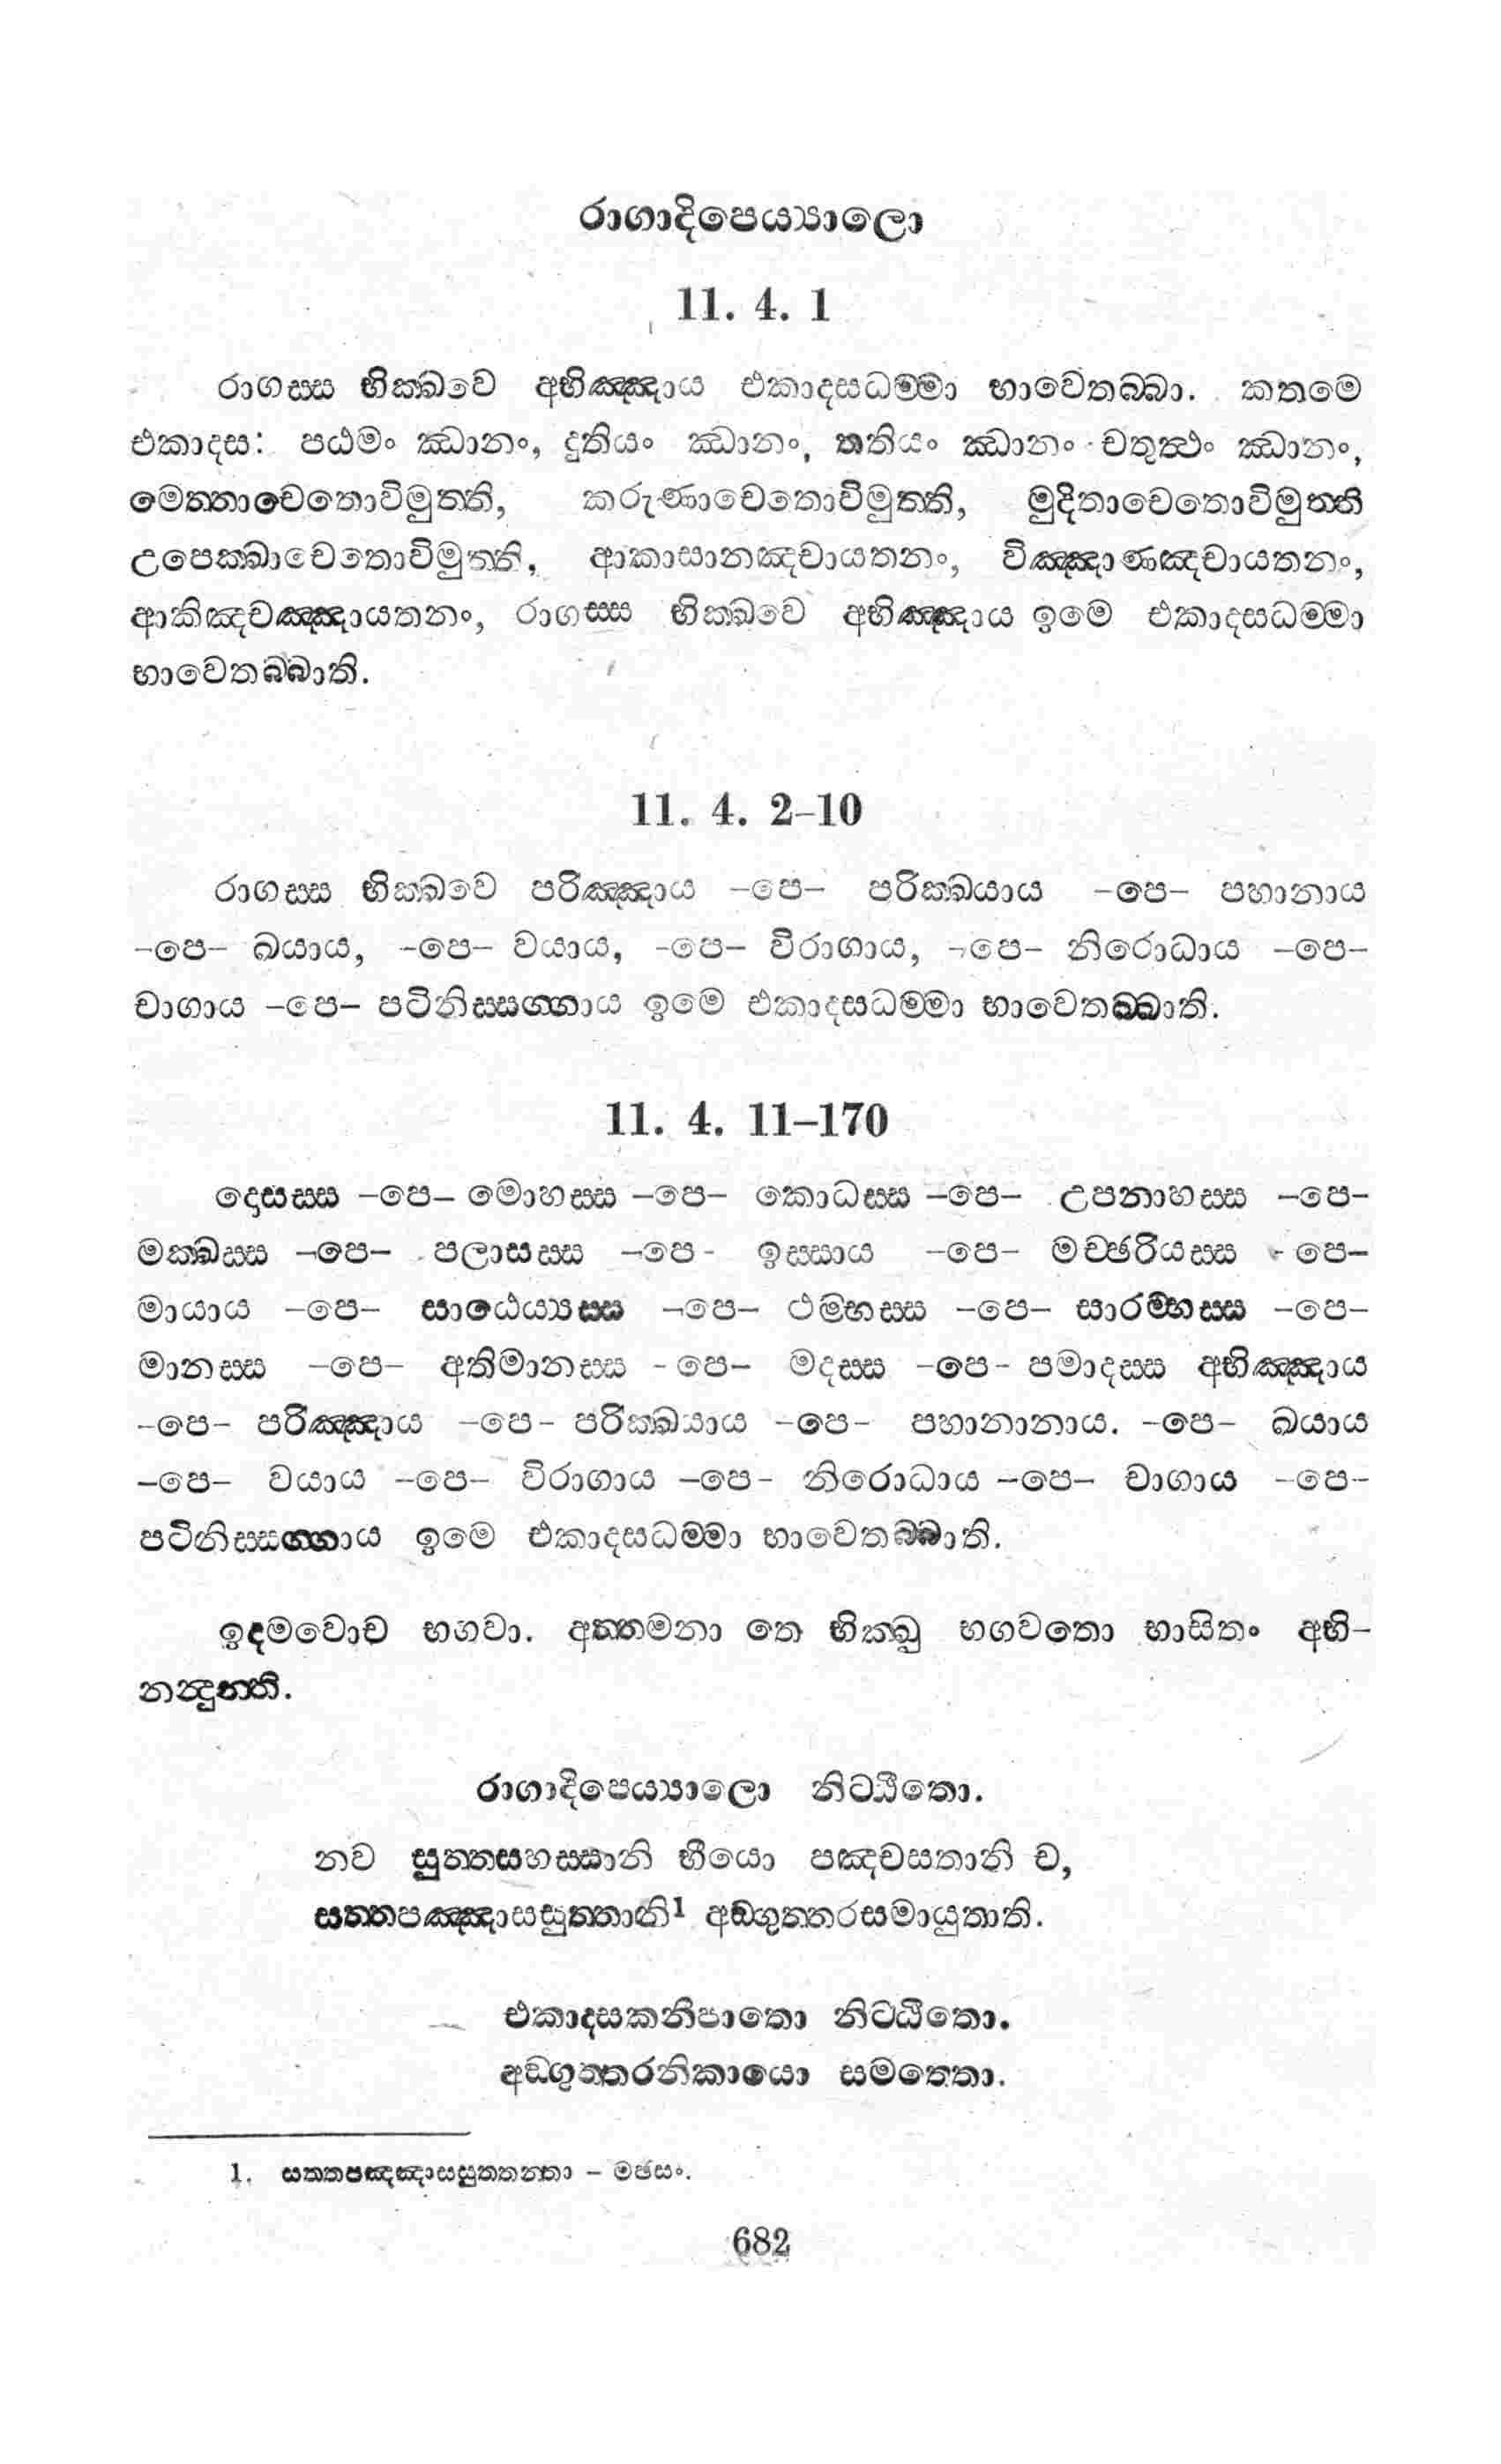 රාගාදිපෙය්‍යාලො
11. 4. 1
රාගස්ස භික්ඛවෙ අභිඤ්ඤාය එකාදසධම්මා භාවෙතබ්බා. කතමෙ
එකාදස: පඨමං ඣානං, දුතියං ඣානං, තතියං ඣානං චතුත්ථං ඣානං,
මෙත්තාචෙතොවිමුත්ති, කරුණාචෙතොවිමුත්ති, මුදිතාචෙතොවිමුත්ති
උපෙක්ඛාචෙතොවිමුත්ති, ආකාසානඤ්චායතනං, විඤ්ඤාණඤ්චායතනං,
ආකිඤ්චඤ්ඤායතනං, රාගස්ස භික්ඛවෙ අභිඤ්ඤාය ඉමෙ එකාදසධම්මා
භාවෙතබ්බාති.
11. 4. 2–10
රාගස්ස භික්ඛවෙ පරිඤ්ඤාය –පෙ– පරික්ඛයාය –පෙ– පහානාය
–පෙ– ඛයාය, –පෙ– වයාය, –පෙ– විරාගාය, –පෙ– නිරොධාය –පෙ–
චාගාය –පෙ– පටිනිස්සග්ගාය ඉමෙ එකාදසධම්මා භාවෙතබ්බාති.
11. 4. 11–170
දොසස්ස –පෙ– මොහස්ස –පෙ– කොධස්ස –පෙ– උපනාහස්ස –පෙ–
මක්ඛස්ස –පෙ– පලාසස්ස –පෙ– ඉස්සාය –පෙ– මච්ඡරියස්ස – පෙ–
මායාය –පෙ– සාඨෙය්‍යස්ස –පෙ– ථම්භස්ස –පෙ– සාරම්භස්ස –පෙ–
මානස්ස –පෙ– අතිමානස්ස – පෙ– මදස්ස –පෙ– පමාදස්ස අභිඤ්ඤාය
–පෙ– පරිඤ්ඤාය –පෙ– පරික්ඛයාය –පෙ– පහානානාය. –පෙ– ඛයාය
–පෙ– වයාය –පෙ– විරාගාය –පෙ– නිරොධාය –පෙ– චාගාය –පෙ–
පටිනිස්සග්ගාය ඉමෙ එකාදසධම්මා භාවෙතබ්බාති.
ඉදමවොච භගවා. අත්තමනා තෙ භික්ඛු භගවතො භාසිතං අභි–
නන්දුන්ති.
රාගාදිපෙය්‍යාලො නිට්ඨිතො.
නව සුත්තසහස්සානි භීයො පඤ්චසතානි ච,
සත්තපඤ්ඤාසසුත්තානි1 අඞ්ගුත්තරසමායුතාති.
එකාදසකනිපාතො නිට්ඨිතො.
අඞ්ගුත්තරනිකායො සමත්තො.
1. සත්තපඤ්ඤාසසුත්තන්තා – මඡසං.
682